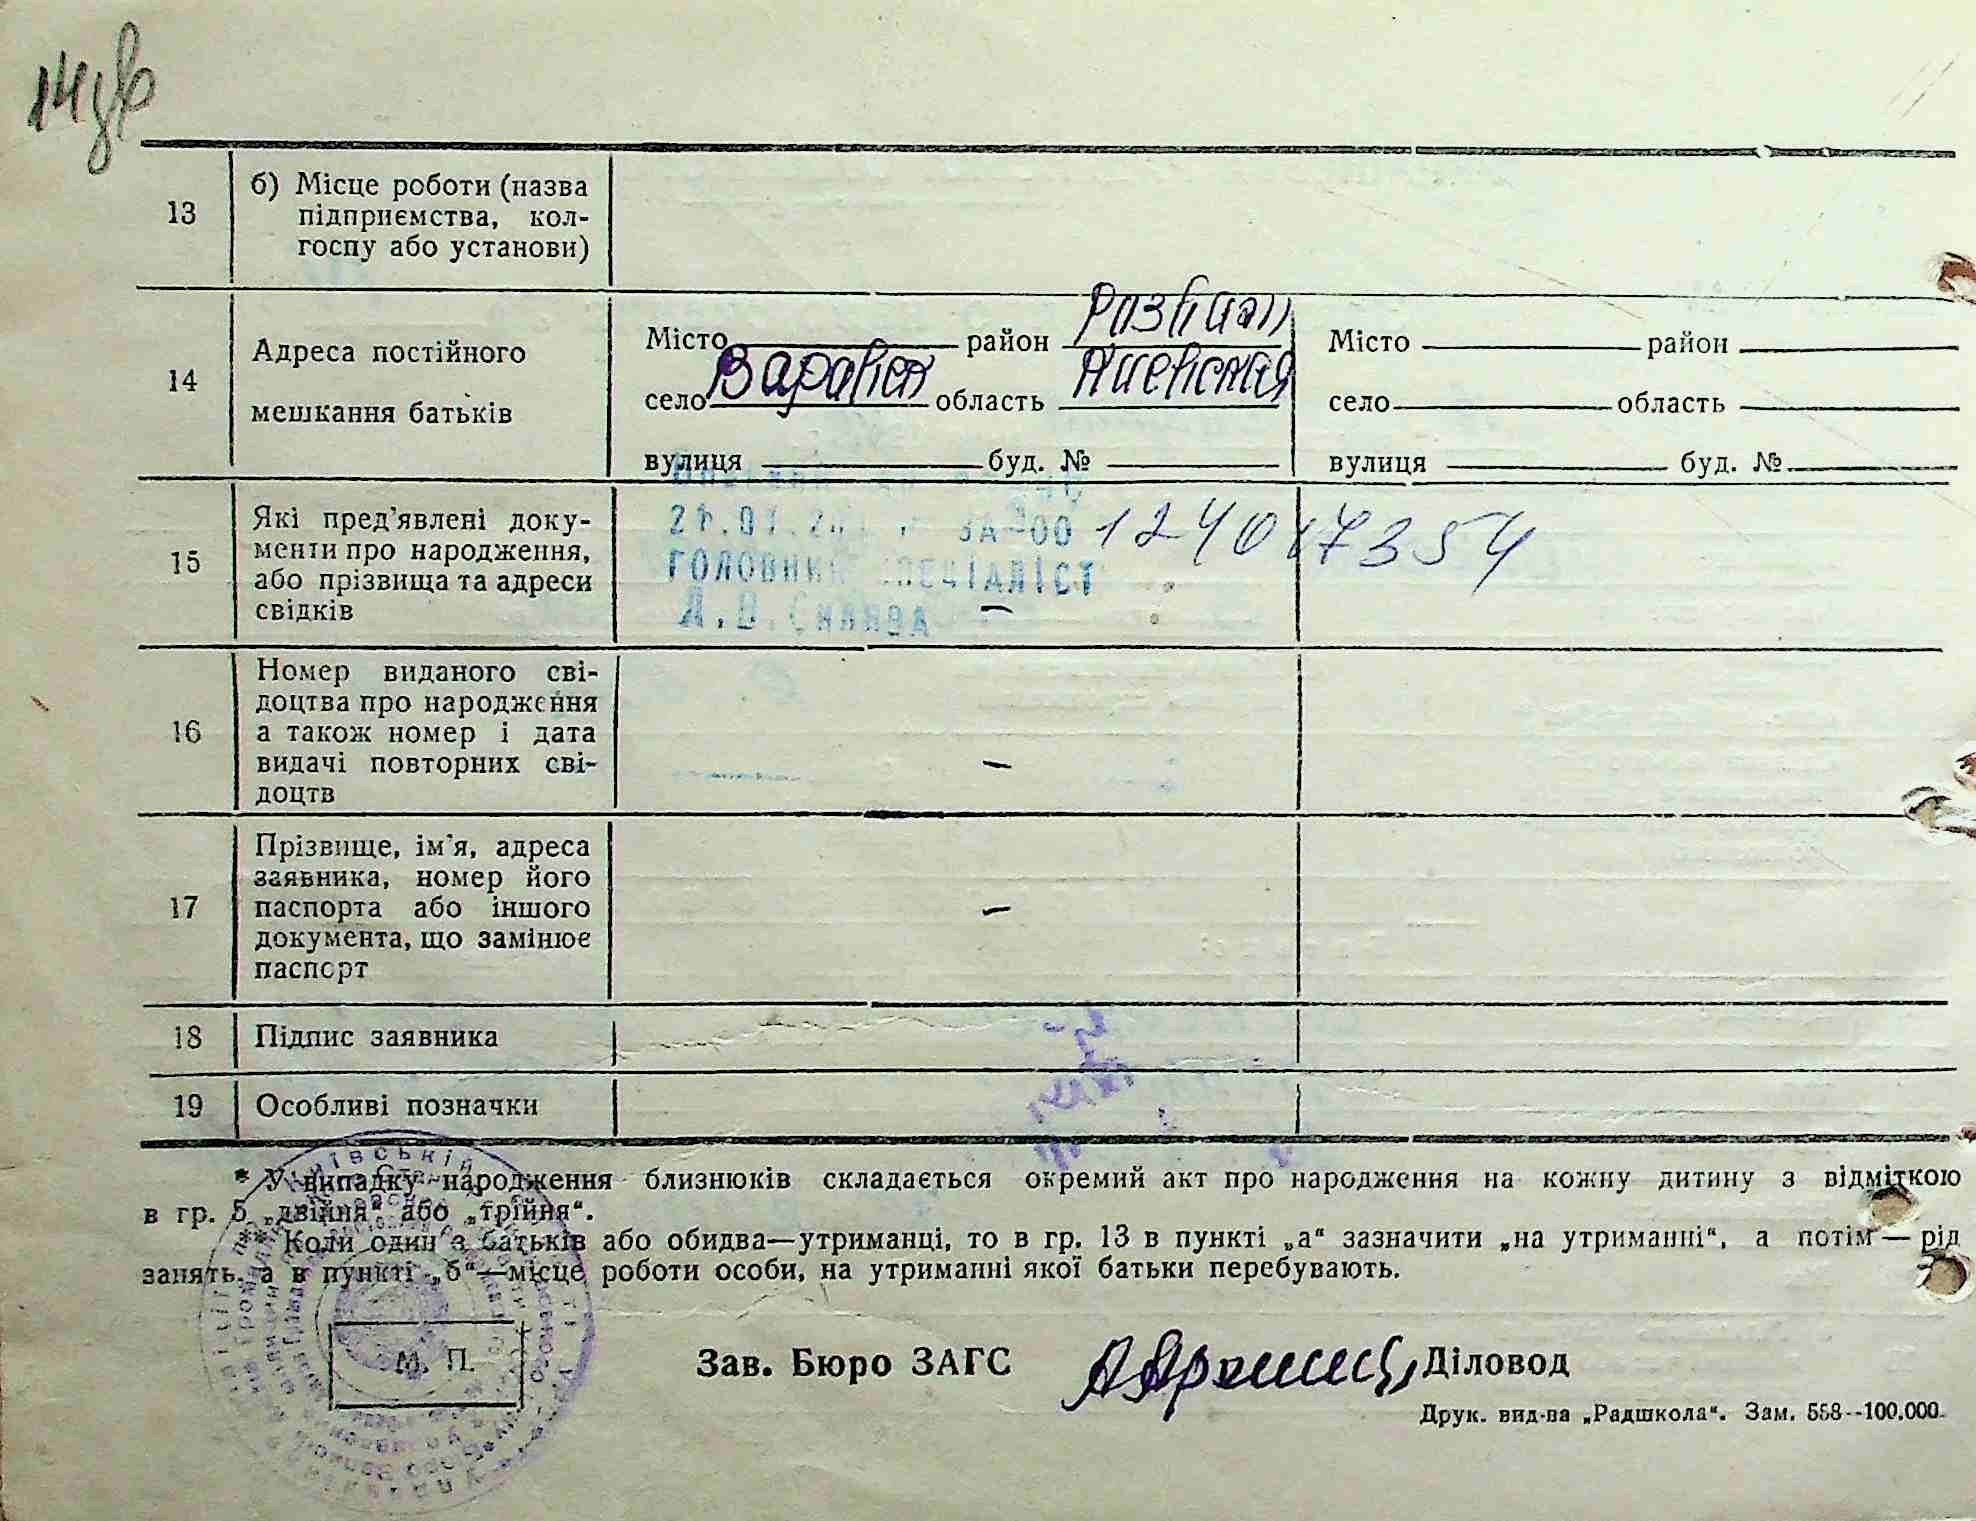 13
б) Місце роботи (назва
підприємства, кол-
госпу або установи)
14
Адреса постійного
мешкання батьків
Місто район
село область Киевская
вулиця буд. №
Місто район
село область
вулиця буд. №
15
Які пред'явлені доку-
менти про народження,
або прізвища та адреси
свідків
ЗА 00 124017354
ГОЛОВНИЙ СПЕЦІАЛІСТ
–
16
Номер виданого сві-
доцтва про народження
а також номер і дата
видачі повторних сві-
доцтв
–
17
Прізвище, ім'я, адреса
заявника, номер його
паспорта або іншого
документа, що замінює
паспорт
–
18
Підпис заявника
19
Особливі позначки
* У випадку народження близнюків складається окремий акт про народження на кожну дитину з відміткою
в гр. 5 „двійня“ або „трійня“.
** Коли один з батьків або обидва—утриманці, то в гр. 13 в пункті „а“ зазначити „на утриманні“, а потім — рід
занять, а в пункті „б“—місце роботи особи, на утриманні якої батьки перебувають.
М. П.
Зав. Бюро ЗАГС
Діловод
Друк. вид-ва „Радшкола“. Зам. 558--100.000.